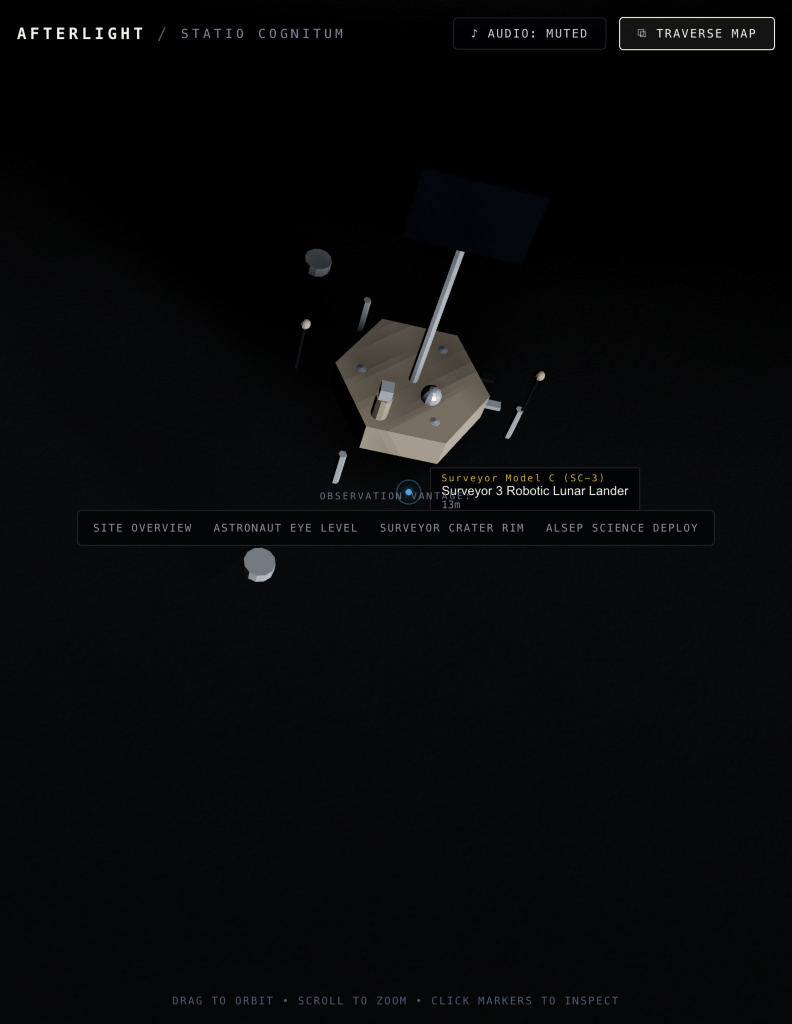 AFTERLIGHT / STATIO COGNITUM
♪ AUDIO: MUTED
TRAVERSE MAP
Surveyor Model C (SC-3)
Surveyor 3 Robotic Lunar Lander
OBSERVATION VANTAGE:
13m
SITE OVERVIEW ASTRONAUT EYE LEVEL SURVEYOR CRATER RIM ALSEP SCIENCE DEPLOY
DRAG TO ORBIT • SCROLL TO ZOOM • CLICK MARKERS TO INSPECT